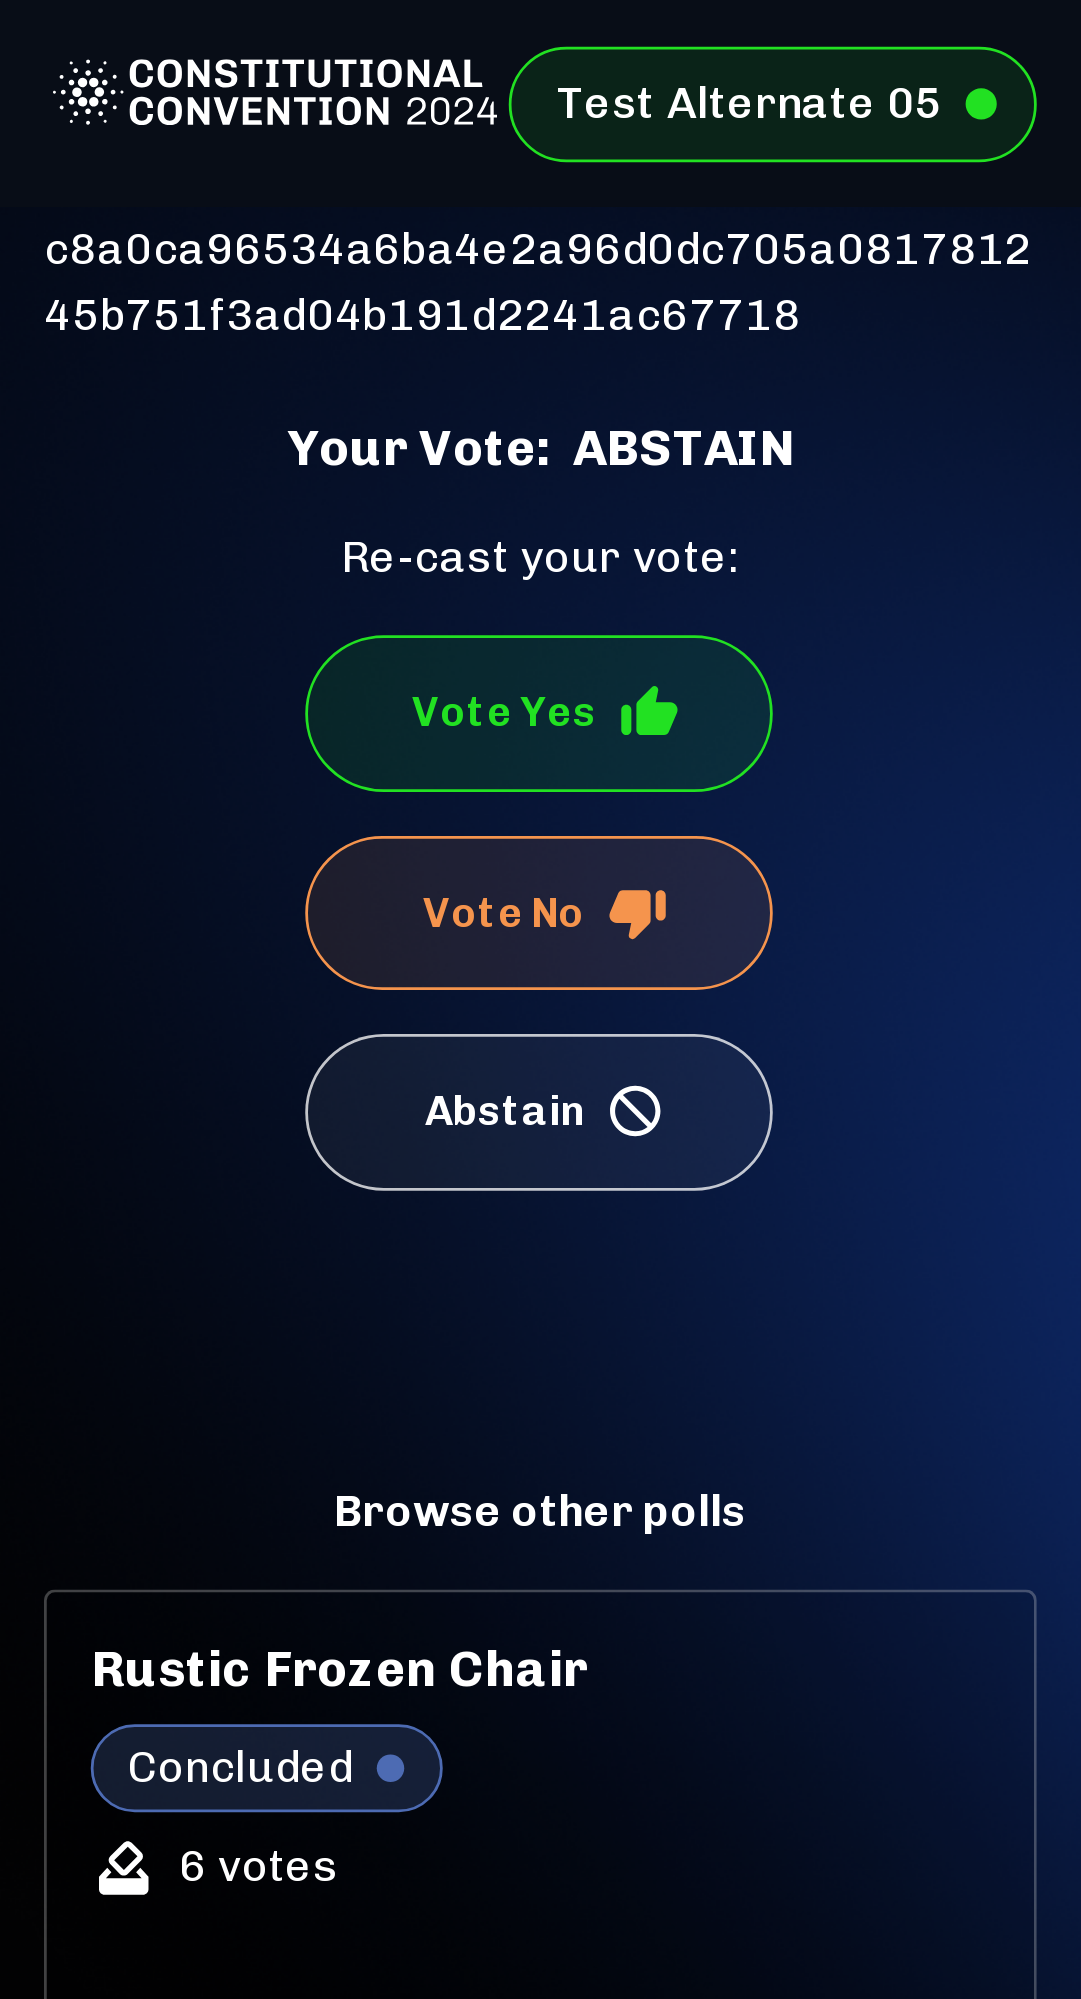 CONSTITUTIONAL
CONVENTION 2024
Test Alternate 05
c8a0ca96534a6ba4e2a96d0dc705a0817812
45b751f3ad04b191d2241ac67718
Your Vote: ABSTAIN
Re-cast your vote:
Vote Yes
Vote No
Abstain
Browse other polls
Rustic Frozen Chair
Concluded
6 votes